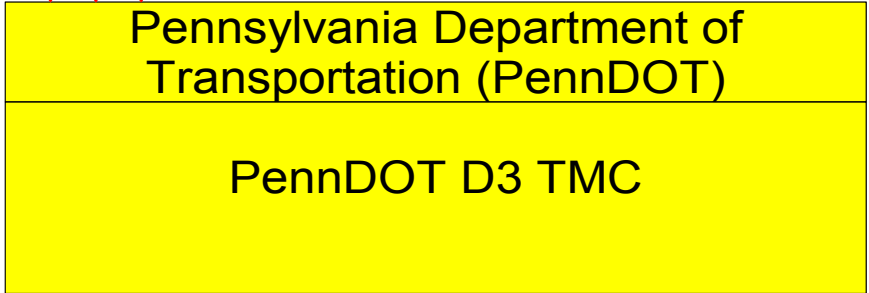 Pennsylvania Department of
Transportation (PennDOT)
PennDOT D3 TMC